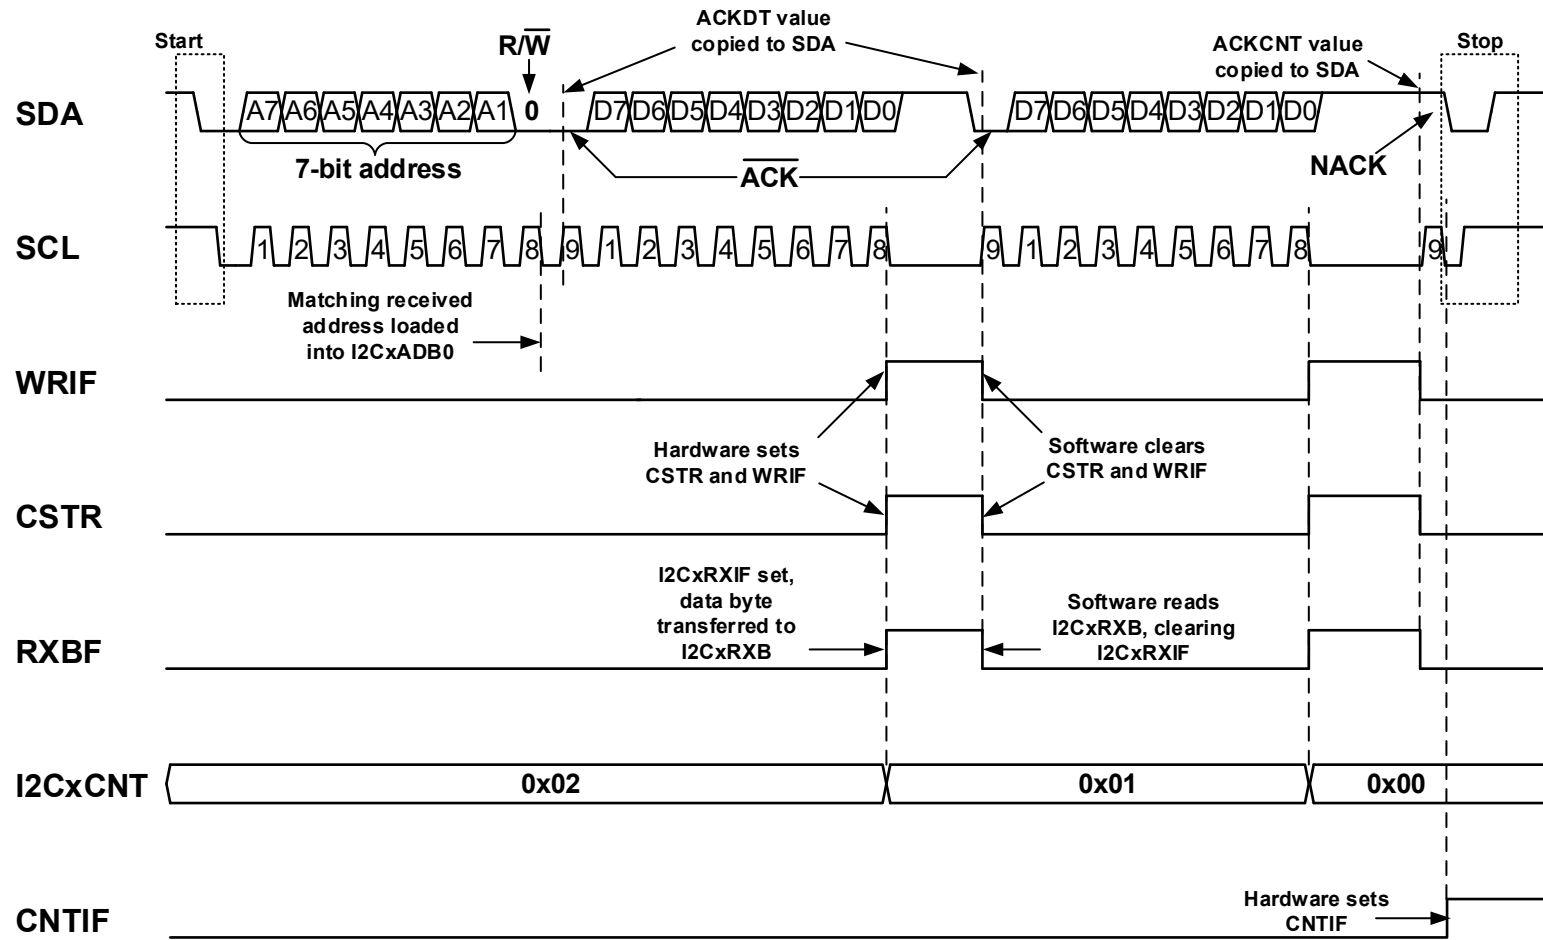 Start
R/W
ACKDT value
copied to SDA
ACKCNT value
copied to SDA
Stop
SDA
A7 A6 A5 A4 A3 A2 A1 0 D7 D6 D5 D4 D3 D2 D1 D0 D7 D6 D5 D4 D3 D2 D1 D0
7-bit address
ACK
NACK
SCL
1 2 3 4 5 6 7 8 9 1 2 3 4 5 6 7 8 9 1 2 3 4 5 6 7 8 9
Matching received
address loaded
into I2CxADB0
WRIF
Hardware sets
CSTR and WRIF
Software clears
CSTR and WRIF
CSTR
I2CxRXIF set,
data byte
transferred to
I2CxRXB
Software reads
I2CxRXB, clearing
I2CxRXIF
RXBF
I2CxCNT
0x02
0x01
0x00
Hardware sets
CNTIF
CNTIF